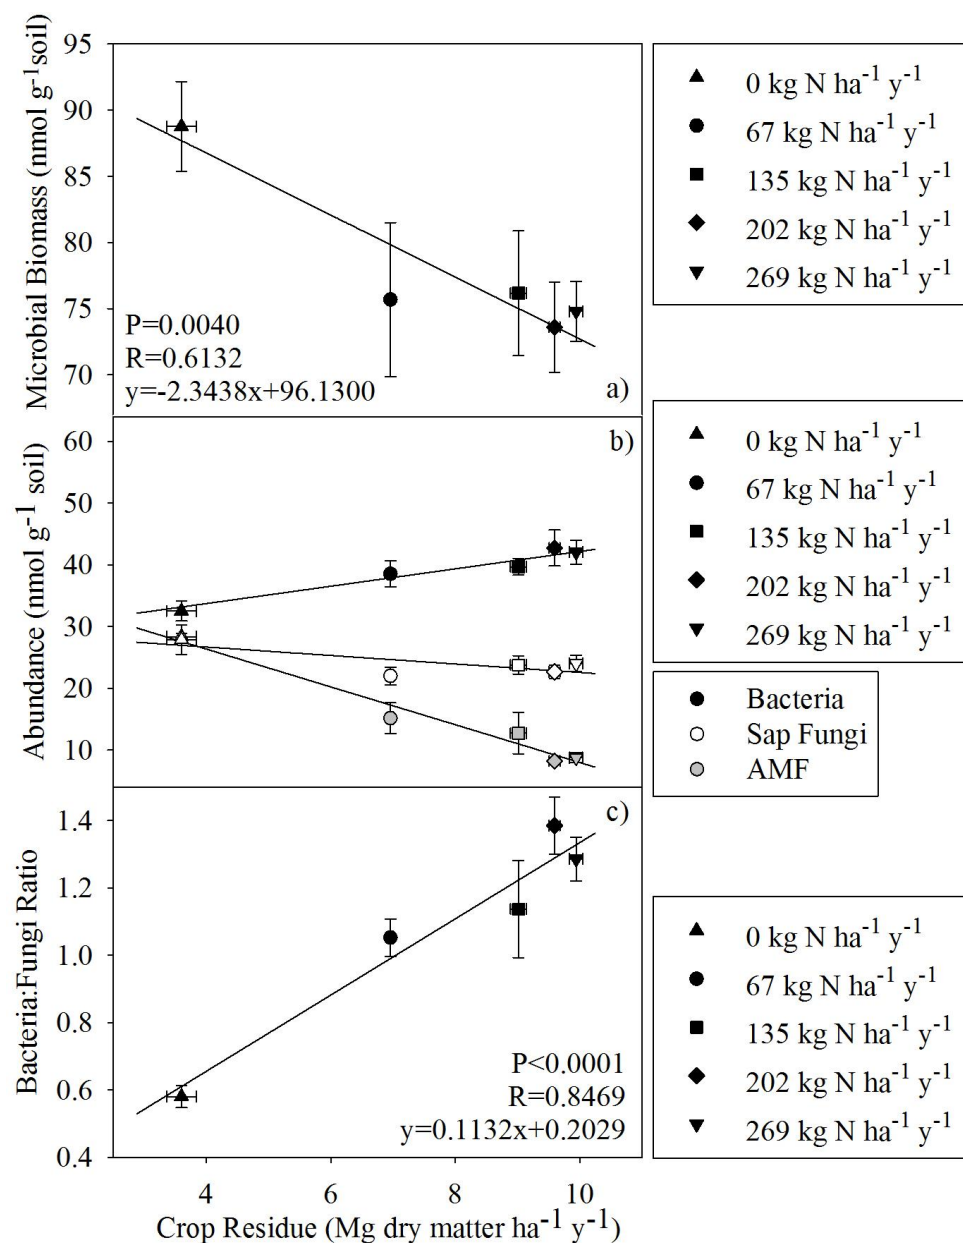 Microbial Biomass (nmol g⁻¹soil)
95
90
85
80
75
70
P=0.0040
R=0.6132
y=-2.3438x+96.1300
a)
0 kg N ha⁻¹ y⁻¹
67 kg N ha⁻¹ y⁻¹
135 kg N ha⁻¹ y⁻¹
202 kg N ha⁻¹ y⁻¹
269 kg N ha⁻¹ y⁻¹
Abundance (nmol g⁻¹ soil)
60
50
40
30
20
10
b)
0 kg N ha⁻¹ y⁻¹
67 kg N ha⁻¹ y⁻¹
135 kg N ha⁻¹ y⁻¹
202 kg N ha⁻¹ y⁻¹
269 kg N ha⁻¹ y⁻¹
Bacteria
Sap Fungi
AMF
Bacteria:Fungi Ratio
1.4
1.2
1.0
0.8
0.6
0.4
c)
P<0.0001
R=0.8469
y=0.1132x+0.2029
0 kg N ha⁻¹ y⁻¹
67 kg N ha⁻¹ y⁻¹
135 kg N ha⁻¹ y⁻¹
202 kg N ha⁻¹ y⁻¹
269 kg N ha⁻¹ y⁻¹
4 6 8 10
Crop Residue (Mg dry matter ha⁻¹ y⁻¹)